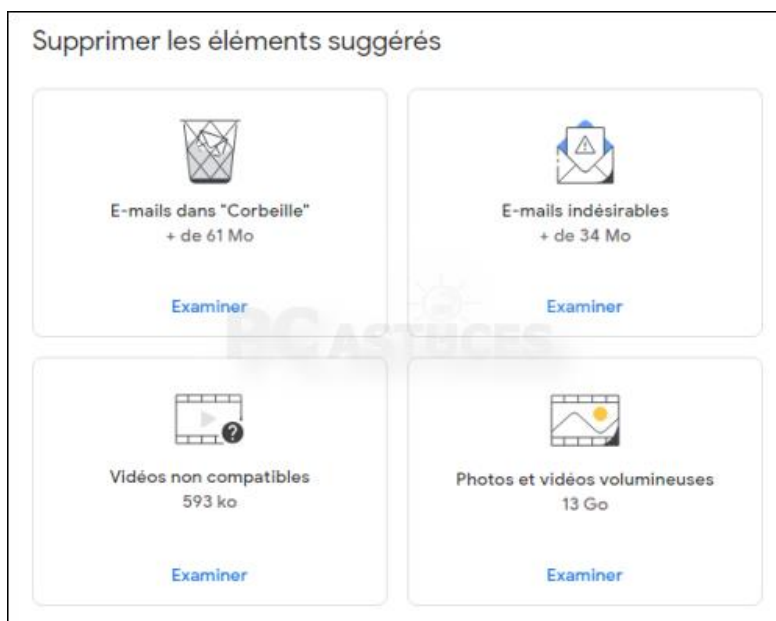 Supprimer les éléments suggérés
E-mails dans "Corbeille"
+ de 61 Mo
Examiner
E-mails indésirables
+ de 34 Mo
Examiner
PC ASTUCES
Vidéos non compatibles
593 ko
Examiner
Photos et vidéos volumineuses
13 Go
Examiner